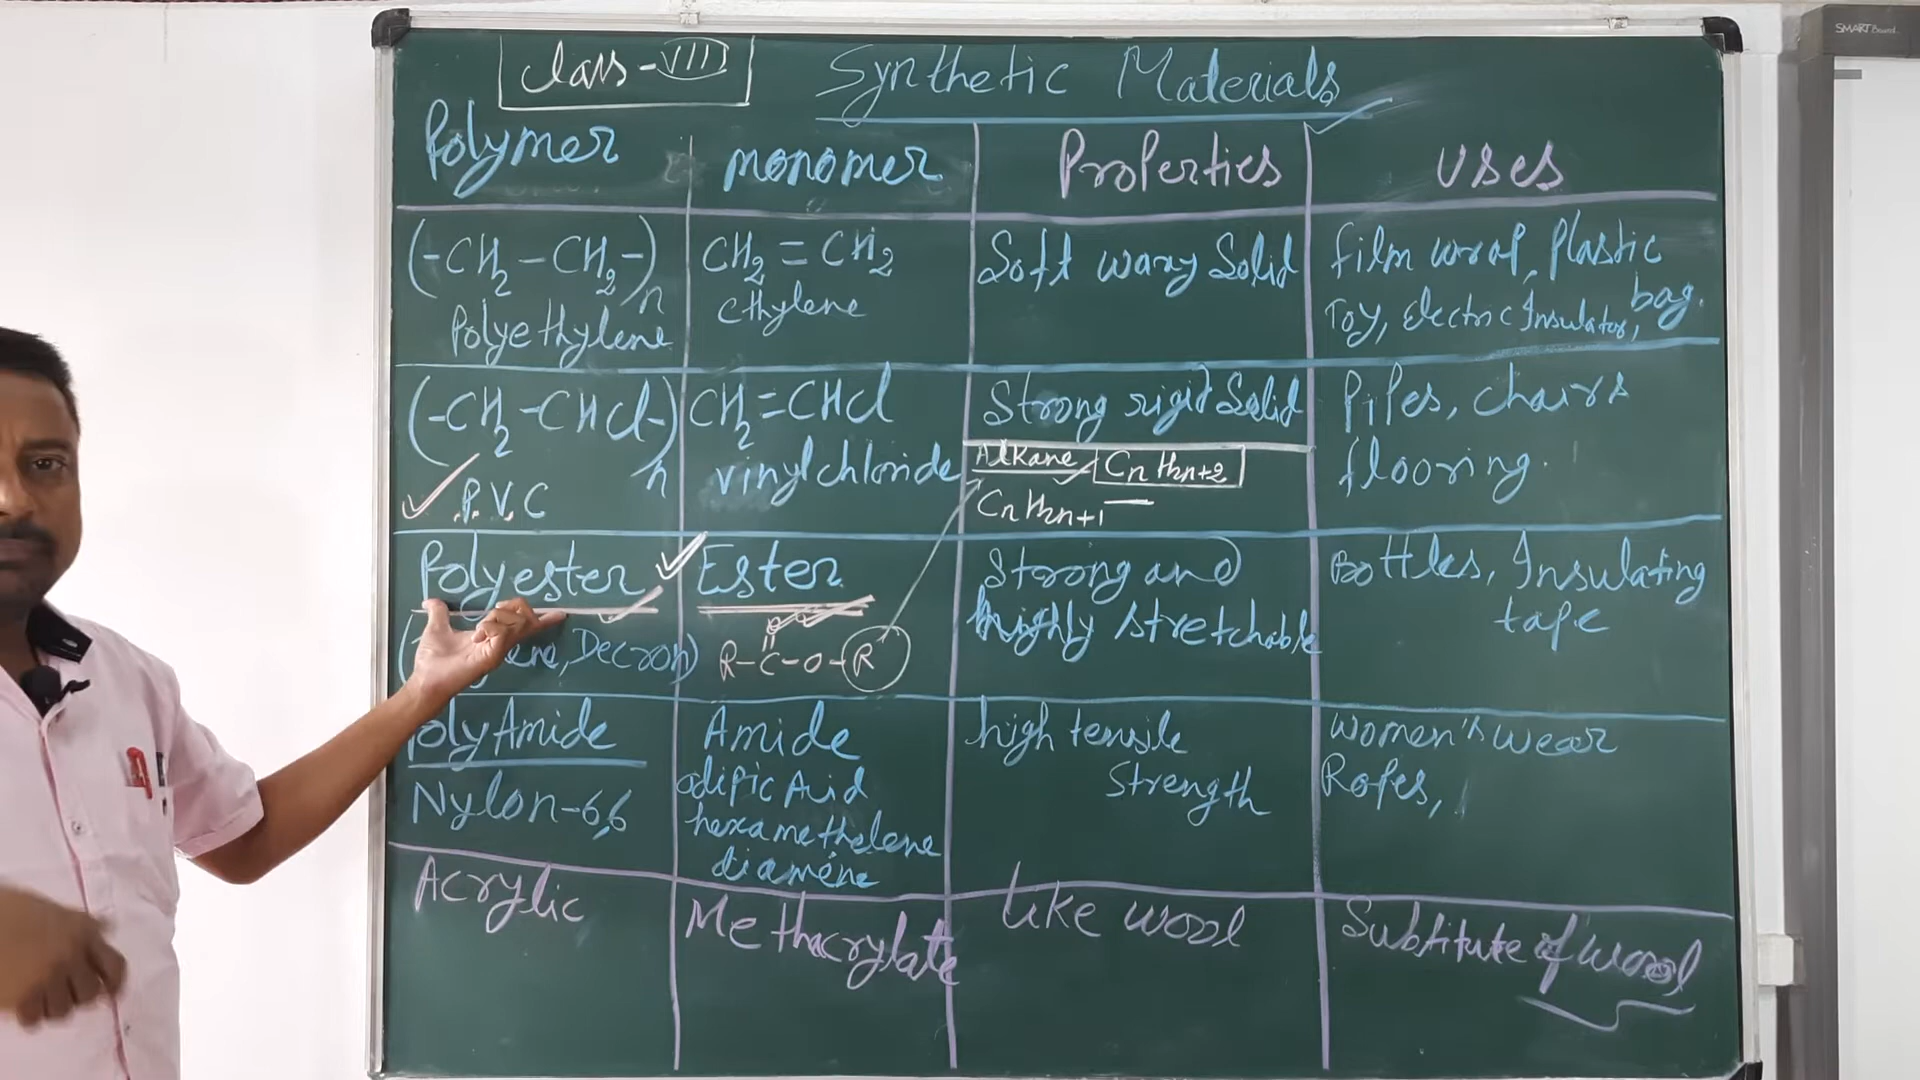 Class-VIII
Synthetic Materials
SMART Board
Polymer
monomer
Properties
uses
(-CH2-CH2-)n
Polyethylene
CH2=CH2
Ethylene
Soft waxy Solid
film wrap, Plastic
Toy, electric Insulator, bag.
(-CH2-CHCl-)n
P.V.C
CH2=CHCl
vinylchloride
Strong rigid Solid
Alkane CnH2n+2
CnH2n+1
Pipes, chairs
flooring.
Polyester
ene, Decron)
Ester
R-C-O-R
O
Strong and
highly stretchable
Bottles, Insulating
tape
PolyAmide
Nylon-6,6
Amide
adipic Acid
hexamethelene
diaméne
high tensile
Strength
women's wear
Ropes,
Acrylic
Methacrylate
Like wool
Substitute of wool